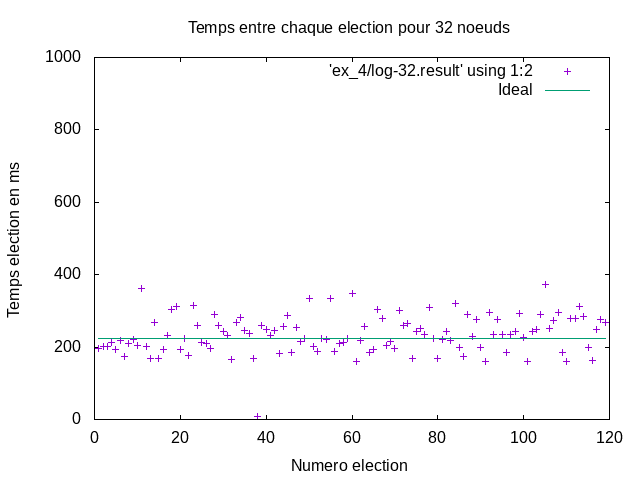 Temps entre chaque election pour 32 noeuds
'ex_4/log-32.result' using 1:2
Ideal
1000
800
600
400
200
0
Temps election en ms
0 20 40 60 80 100 120
Numero election